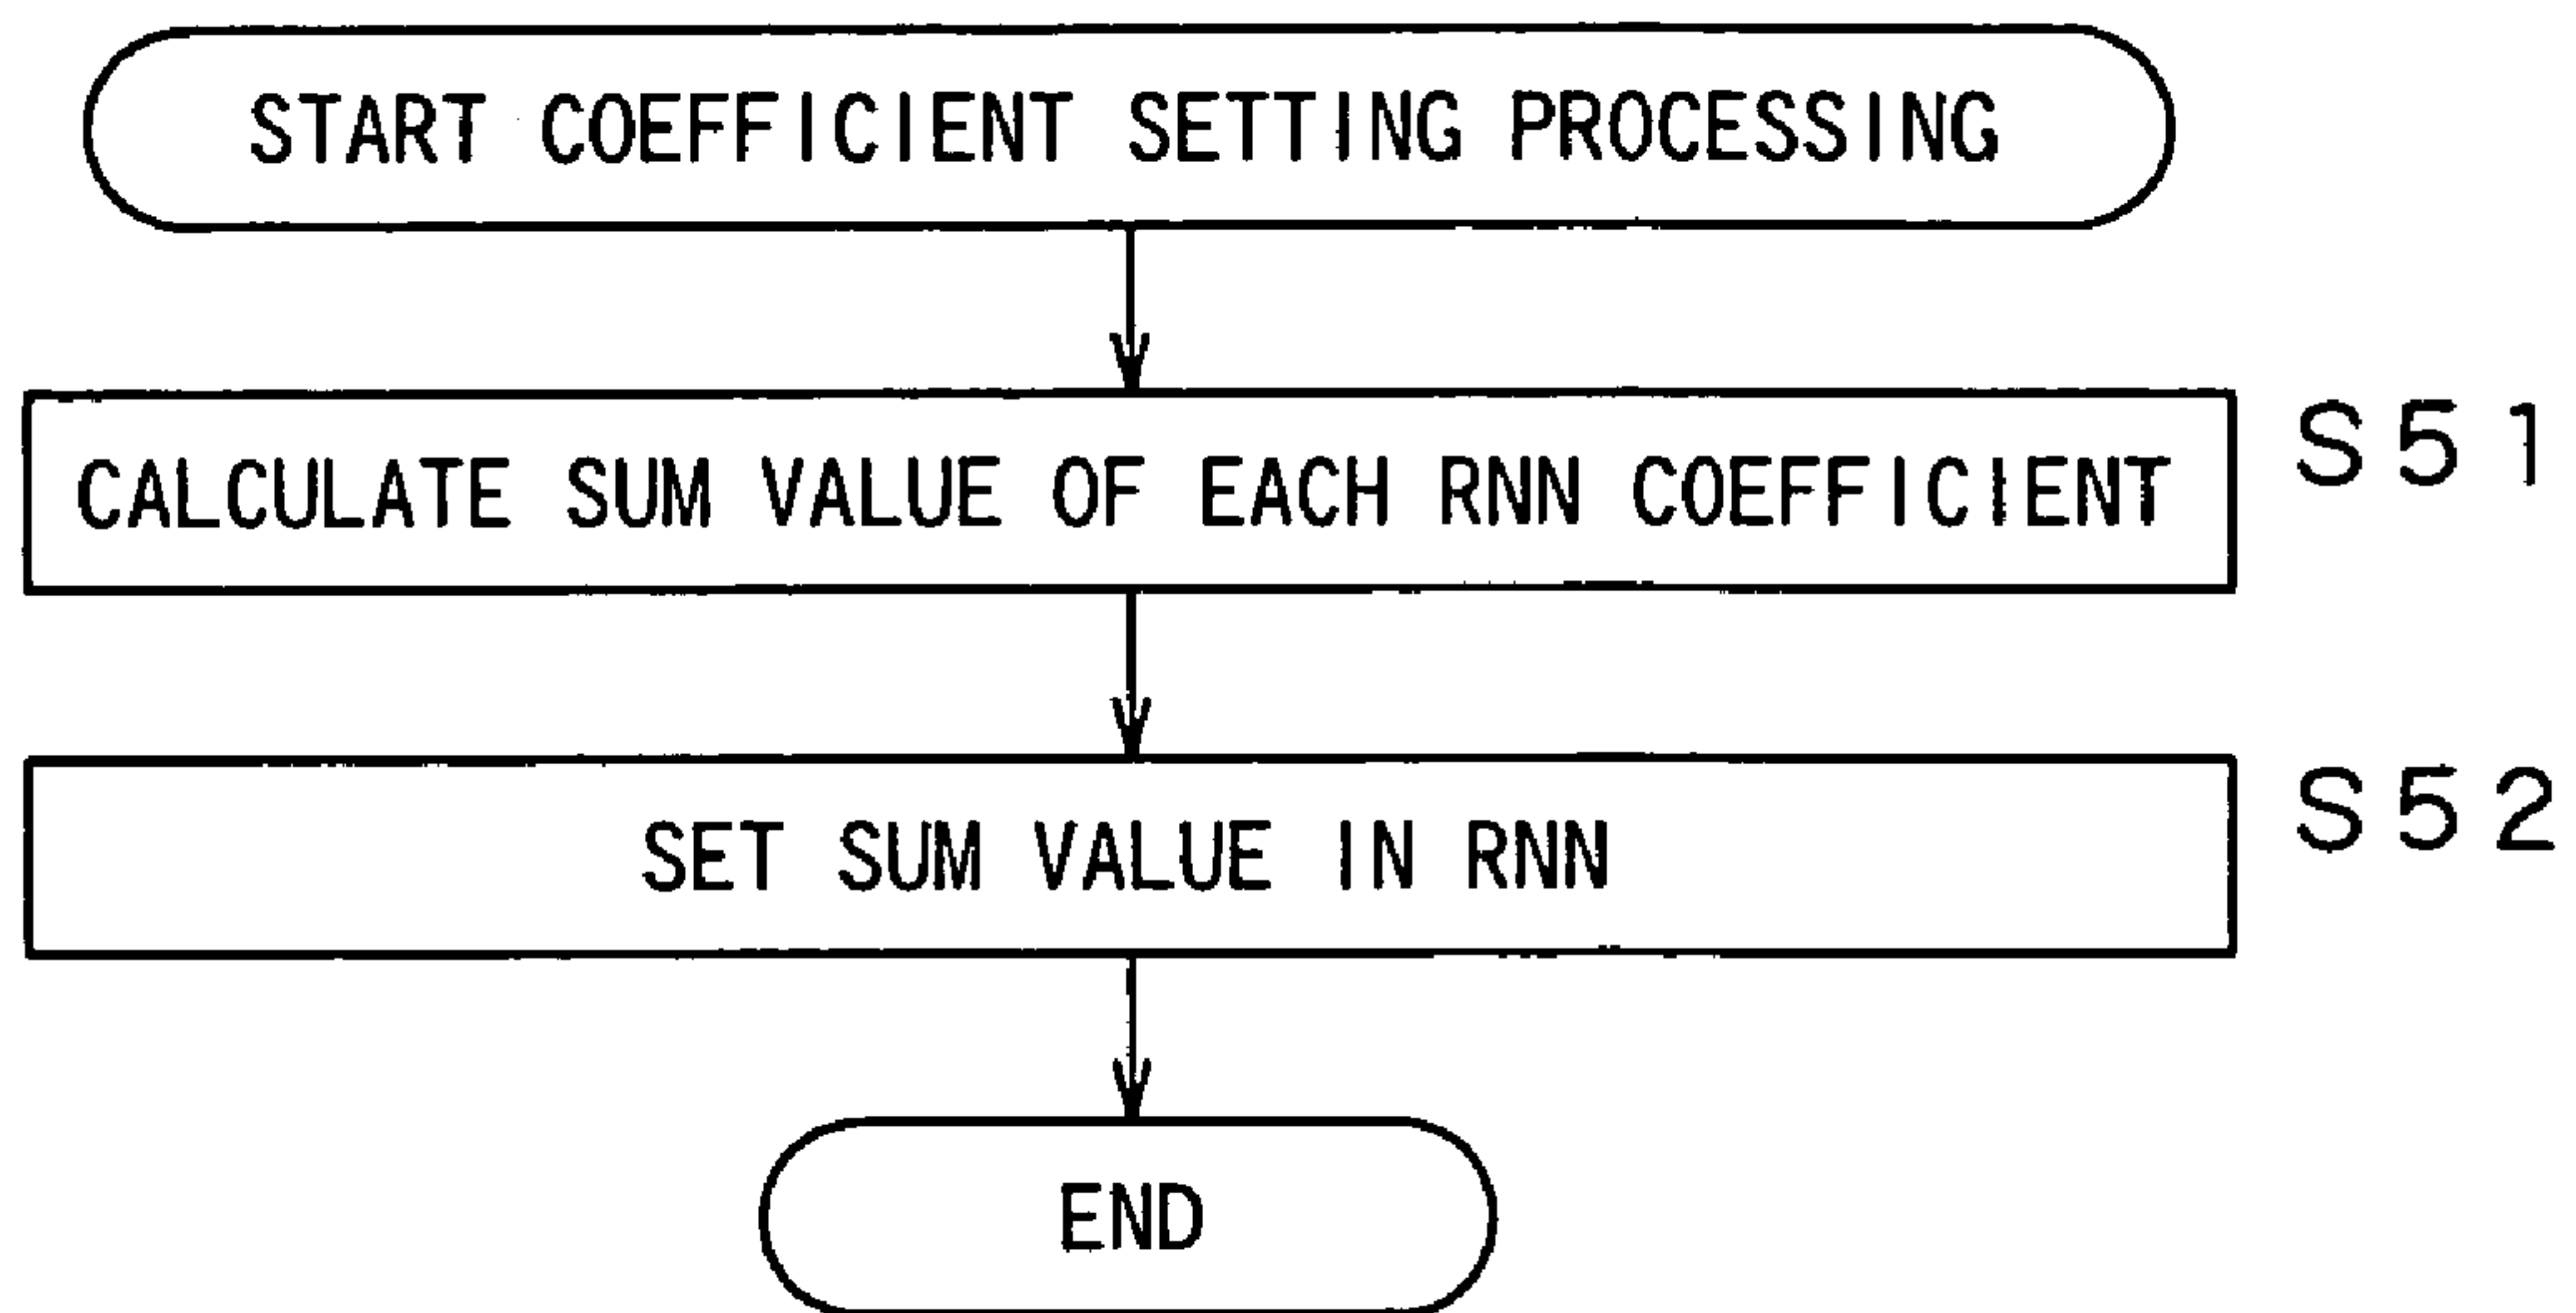 START COEFFICIENT SETTING PROCESSING
CALCULATE SUM VALUE OF EACH RNN COEFFICIENT
S51
SET SUM VALUE IN RNN
S52
END